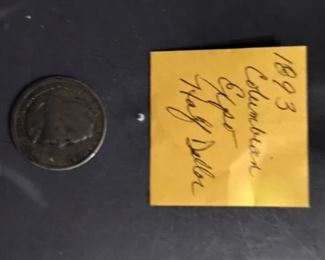 1893
Columbian
Expo
Half Dollar